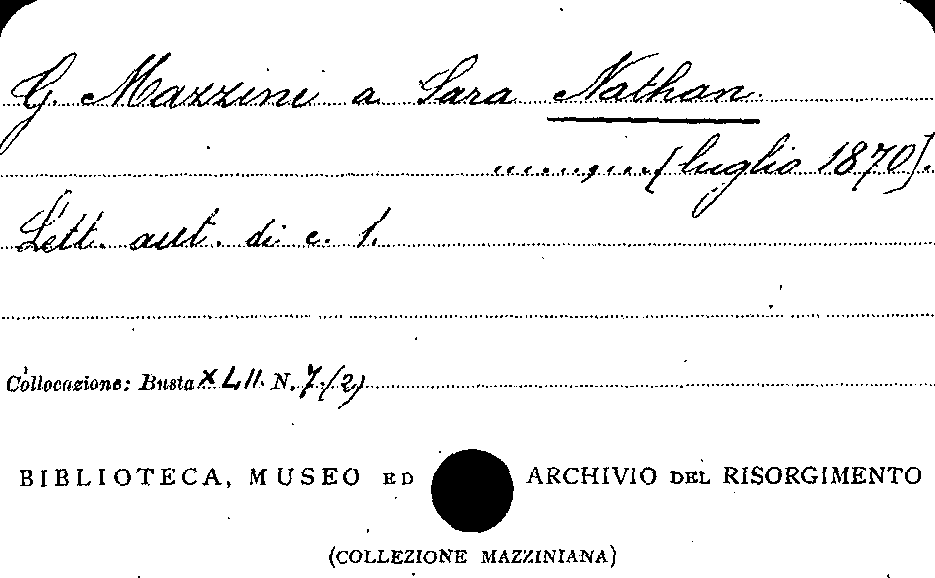 G. Mazzini a Sara Nathan.
....., ...[luglio 1870].
Lett. aut. di c. 1.
Collocazione: Busta XLII. N. 7.(2)
BIBLIOTECA, MUSEO ED ARCHIVIO DEL RISORGIMENTO
(COLLEZIONE MAZZINIANA)